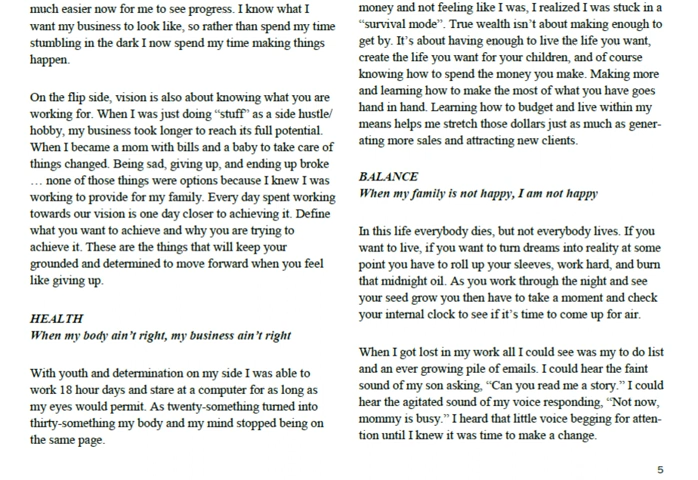 much easier now for me to see progress. I know what I
want my business to look like, so rather than spend my time
stumbling in the dark I now spend my time making things
happen.
On the flip side, vision is also about knowing what you are
working for. When I was just doing “stuff” as a side hustle/
hobby, my business took longer to reach its full potential.
When I became a mom with bills and a baby to take care of
things changed. Being sad, giving up, and ending up broke
… none of those things were options because I knew I was
working to provide for my family. Every day spent working
towards our vision is one day closer to achieving it. Define
what you want to achieve and why you are trying to
achieve it. These are the things that will keep your
grounded and determined to move forward when you feel
like giving up.
HEALTH
When my body ain’t right, my business ain’t right
With youth and determination on my side I was able to
work 18 hour days and stare at a computer for as long as
my eyes would permit. As twenty-something turned into
thirty-something my body and my mind stopped being on
the same page.
money and not feeling like I was, I realized I was stuck in a
“survival mode”. True wealth isn’t about making enough to
get by. It’s about having enough to live the life you want,
create the life you want for your children, and of course
knowing how to spend the money you make. Making more
and learning how to make the most of what you have goes
hand in hand. Learning how to budget and live within my
means helps me stretch those dollars just as much as gener-
ating more sales and attracting new clients.
BALANCE
When my family is not happy, I am not happy
In this life everybody dies, but not everybody lives. If you
want to live, if you want to turn dreams into reality at some
point you have to roll up your sleeves, work hard, and burn
that midnight oil. As you work through the night and see
your seed grow you then have to take a moment and check
your internal clock to see if it’s time to come up for air.
When I got lost in my work all I could see was my to do list
and an ever growing pile of emails. I could hear the faint
sound of my son asking, “Can you read me a story.” I could
hear the agitated sound of my voice responding, “Not now,
mommy is busy.” I heard that little voice begging for atten-
tion until I knew it was time to make a change.
5